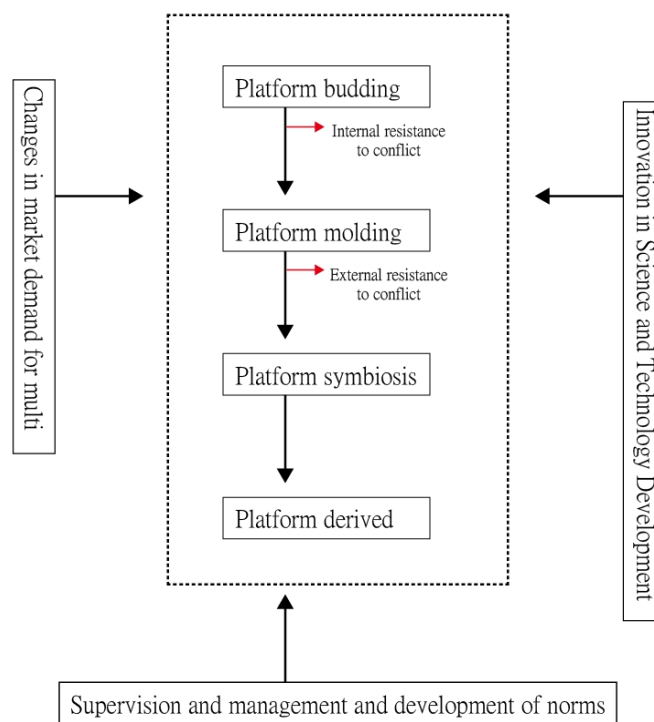 Platform budding
Internal resistance
to conflict
Platform molding
External resistance
to conflict
Platform symbiosis
Platform derived
Changes in market demand for multi
Innovation in Science and Technology Development
Supervision and management and development of norms